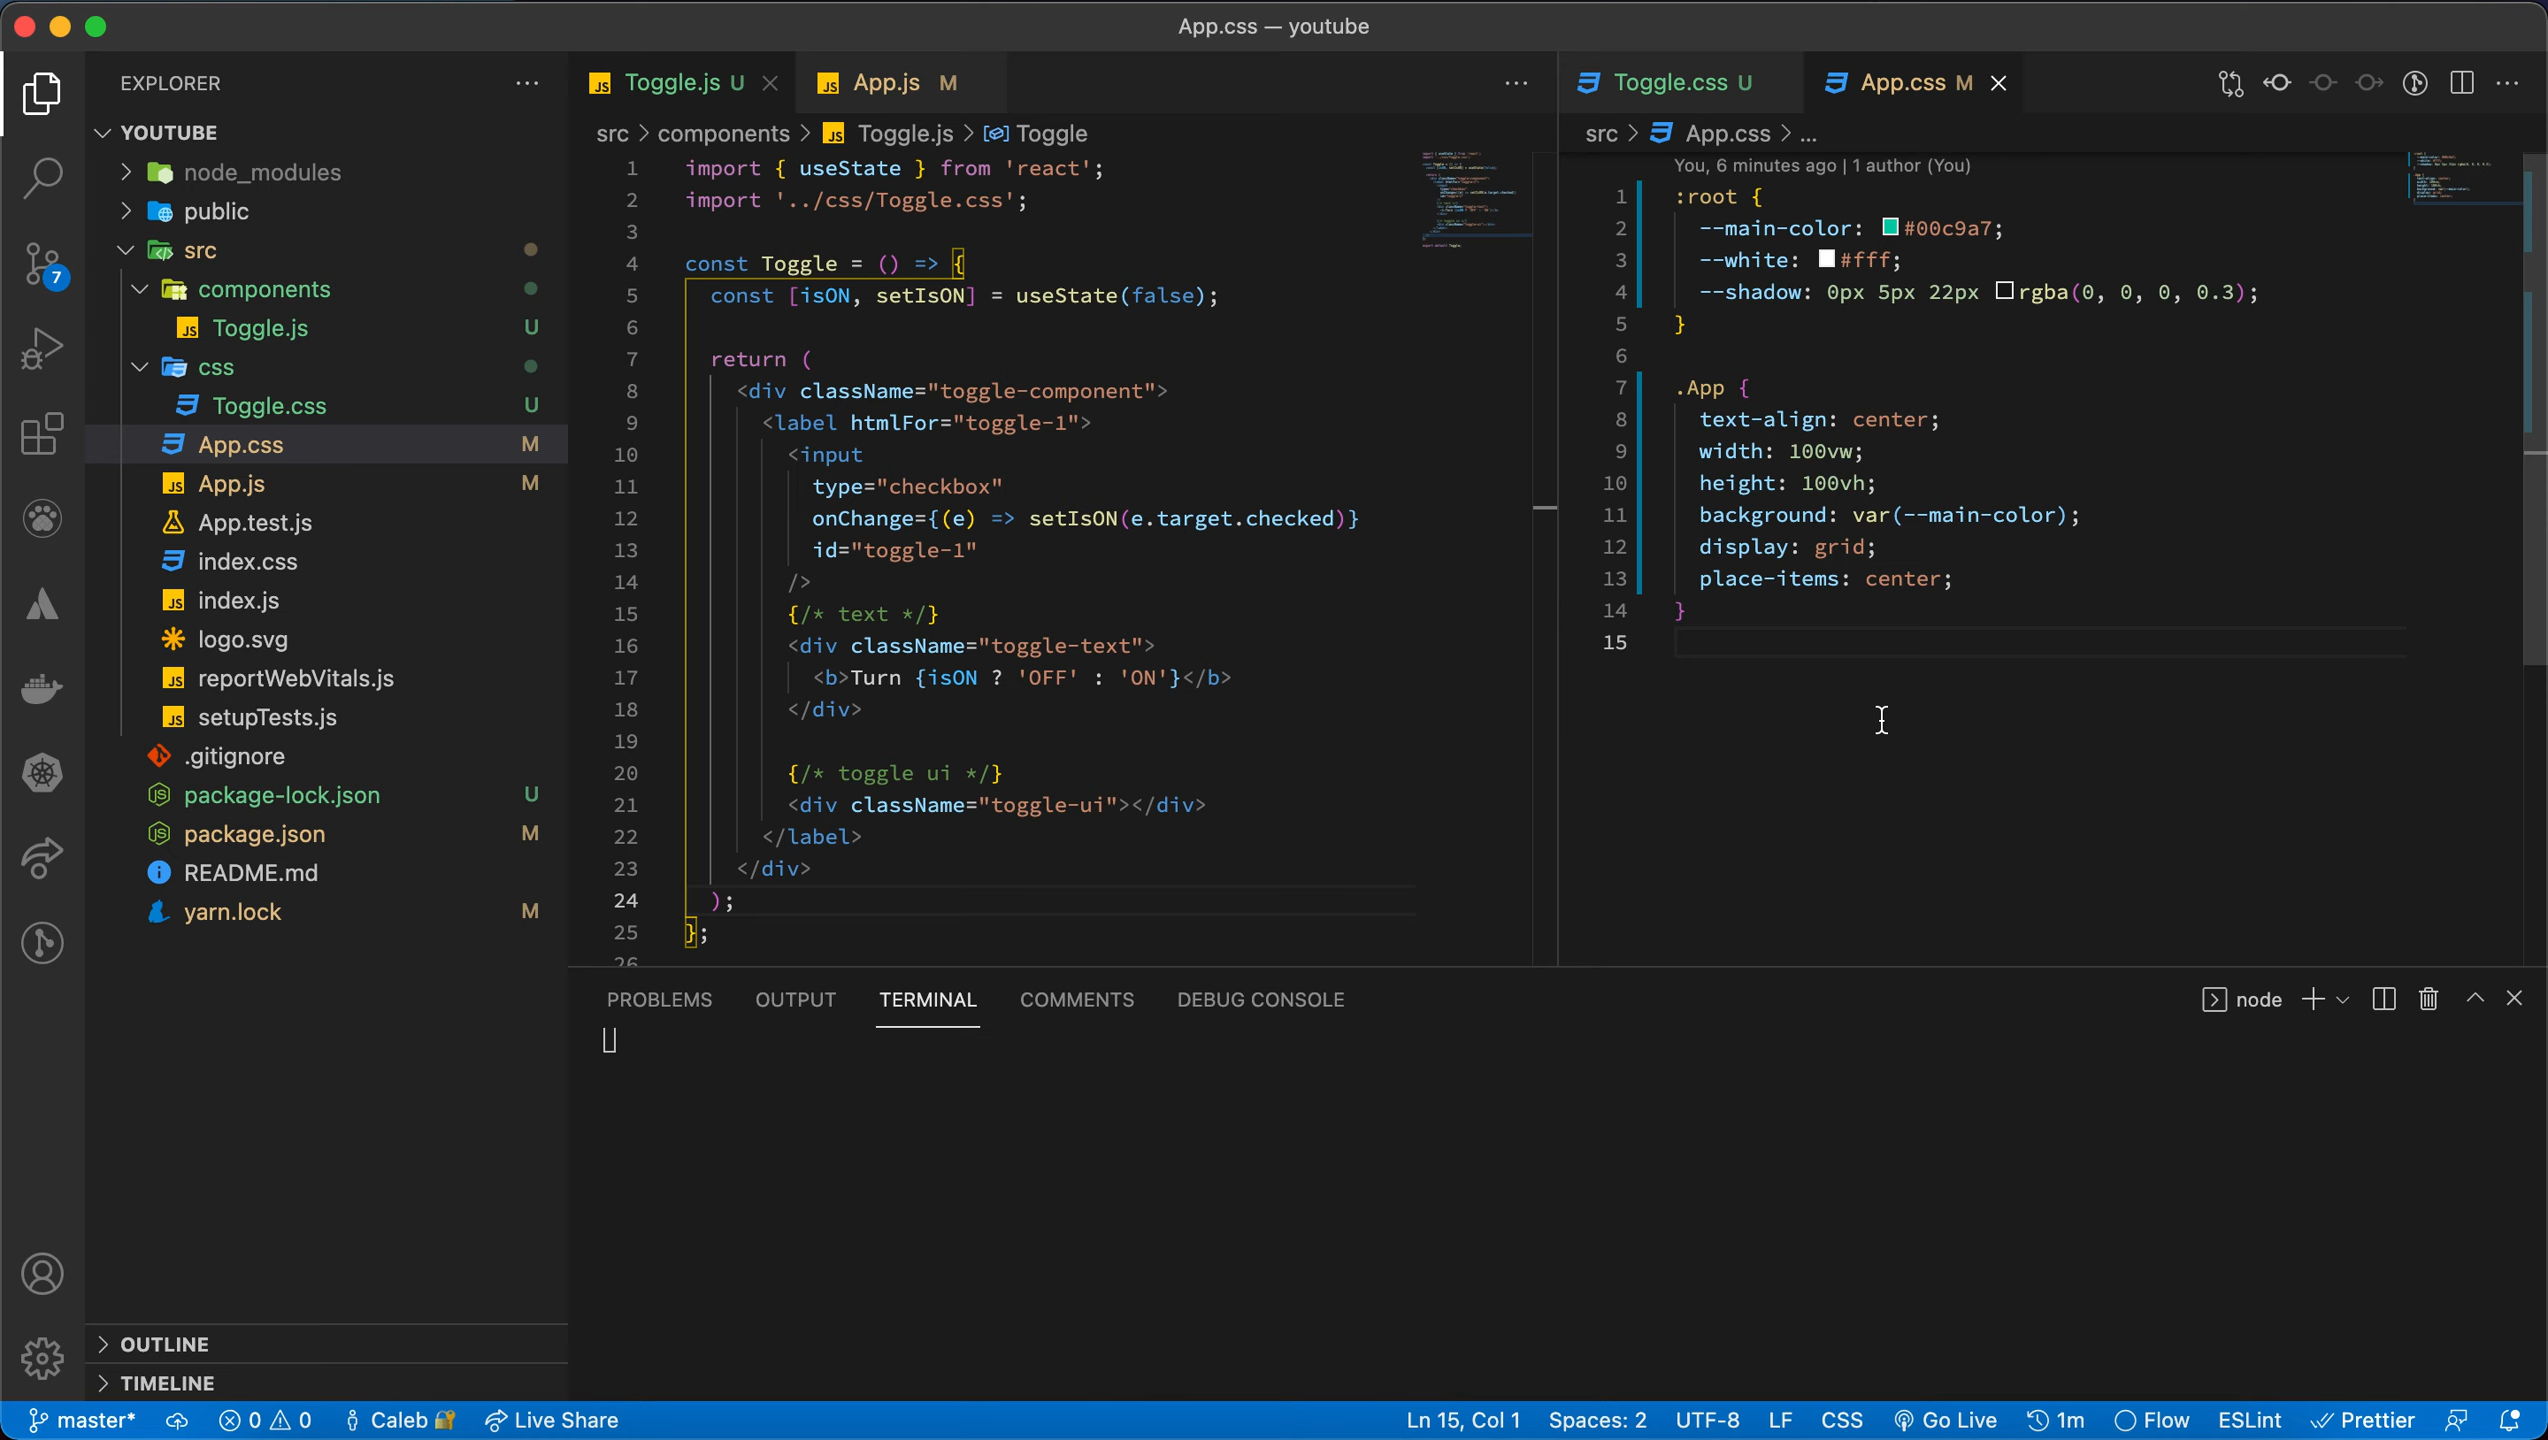 App.css — youtube
EXPLORER
YOUTUBE
node_modules
public
src
components
Toggle.js U
css
Toggle.css U
App.css M
App.js M
App.test.js
index.css
index.js
logo.svg
reportWebVitals.js
setupTests.js
.gitignore
package-lock.json U
package.json M
README.md
yarn.lock M
OUTLINE
TIMELINE
7
Toggle.js U
App.js M
src > components > Toggle.js > Toggle
1 import { useState } from 'react';
2 import '../css/Toggle.css';
3
4 const Toggle = () => {
5 const [isON, setIsON] = useState(false);
6
7 return (
8 <div className="toggle-component">
9 <label htmlFor="toggle-1">
10 <input
11 type="checkbox"
12 onChange={(e) => setIsON(e.target.checked)}
13 id="toggle-1"
14 />
15 {/* text */}
16 <div className="toggle-text">
17 <b>Turn {isON ? 'OFF' : 'ON'}</b>
18 </div>
19
20 {/* toggle ui */}
21 <div className="toggle-ui"></div>
22 </label>
23 </div>
24 );
25 };
26
Toggle.css U
App.css M
src > App.css > ...
You, 6 minutes ago | 1 author (You)
1 :root {
2 --main-color: #00c9a7;
3 --white: #fff;
4 --shadow: 0px 5px 22px rgba(0, 0, 0, 0.3);
5 }
6
7 .App {
8 text-align: center;
9 width: 100vw;
10 height: 100vh;
11 background: var(--main-color);
12 display: grid;
13 place-items: center;
14 }
15
PROBLEMS OUTPUT TERMINAL COMMENTS DEBUG CONSOLE
node
master* 0 0 Caleb Live Share
Ln 15, Col 1 Spaces: 2 UTF-8 LF CSS Go Live 1m Flow ESLint Prettier